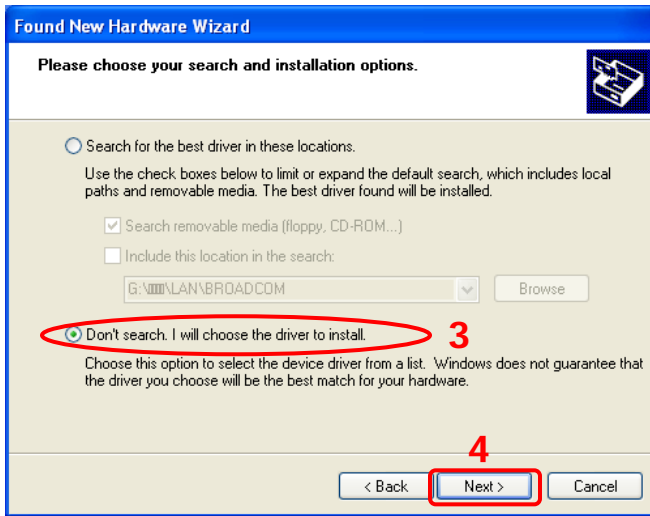 Found New Hardware Wizard
Please choose your search and installation options.
Search for the best driver in these locations.
Use the check boxes below to limit or expand the default search, which includes local
paths and removable media. The best driver found will be installed.
Search removable media (floppy, CD-ROM...)
Include this location in the search:
\LAN\BROADCOM
Browse
Don't search. I will choose the driver to install.
3
Choose this option to select the device driver from a list. Windows does not guarantee that
the driver you choose will be the best match for your hardware.
4
< Back
Next >
Cancel